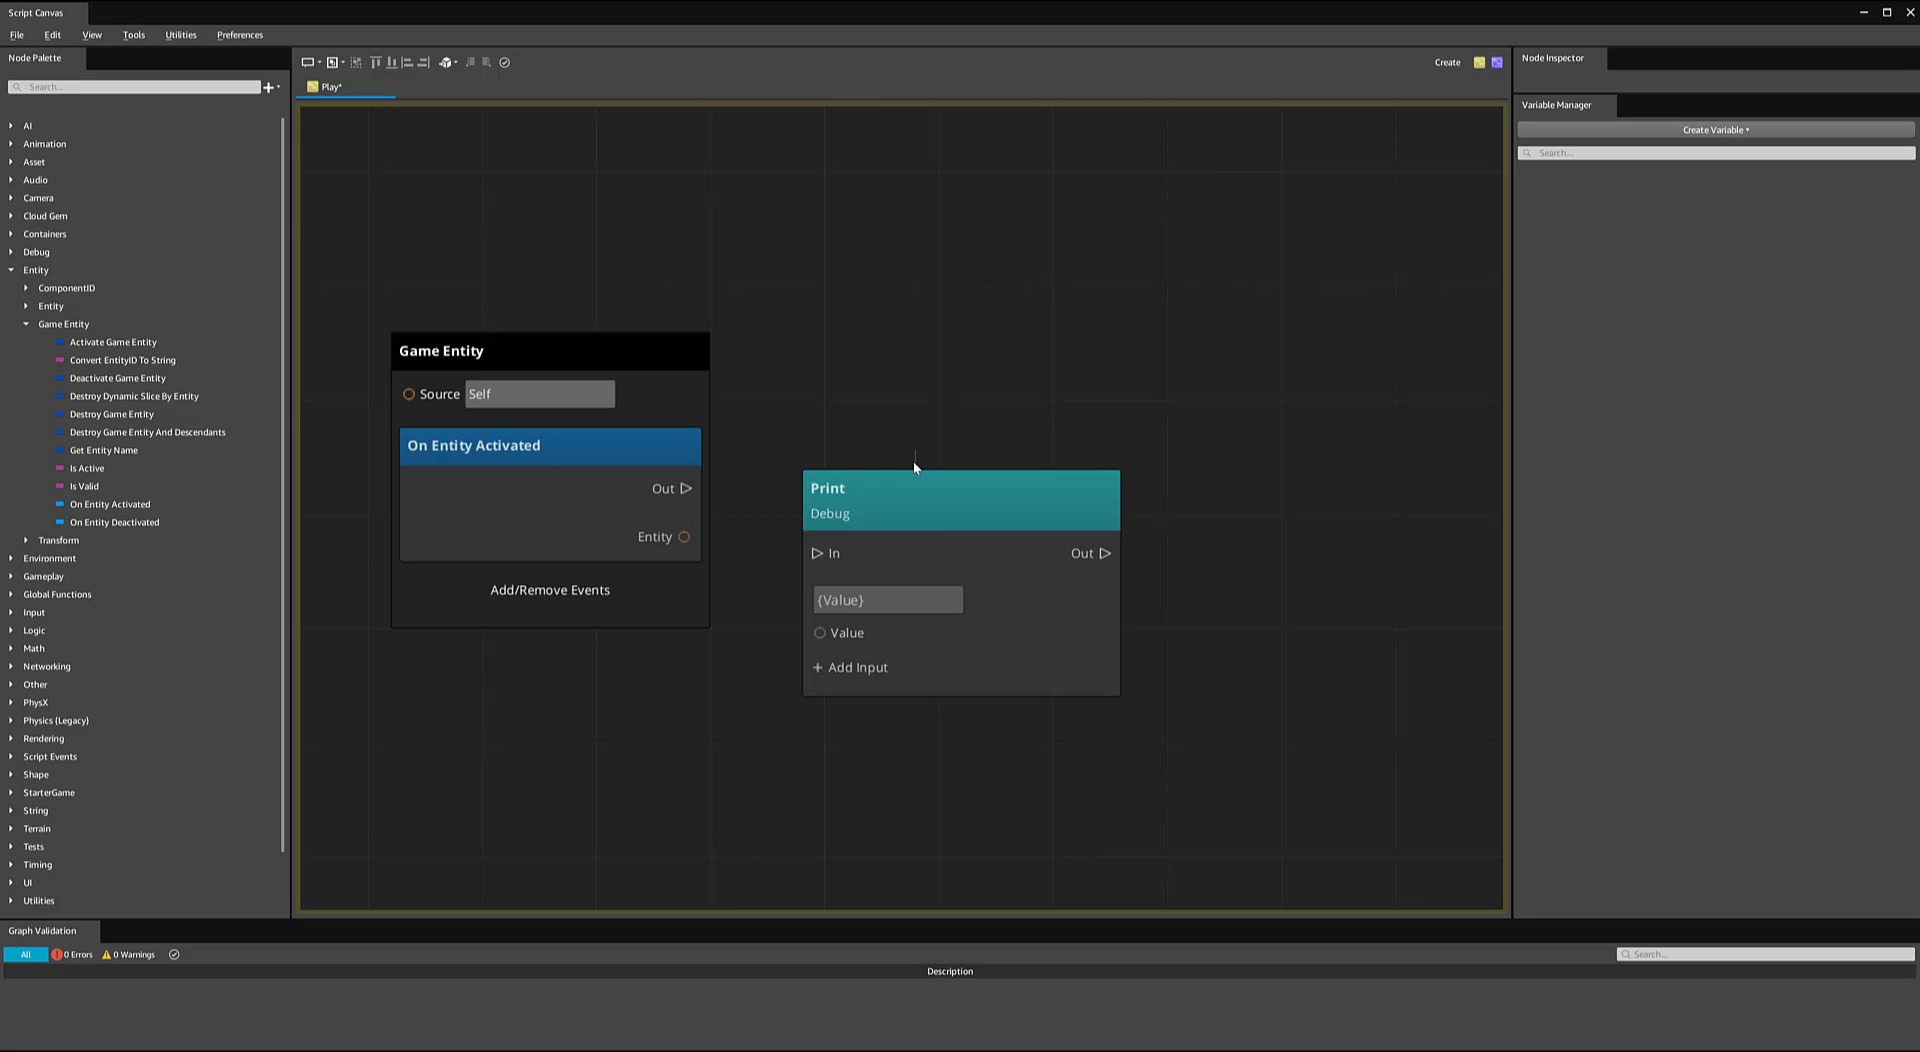 Script Canvas
File Edit View Tools Utilities Preferences
Node Palette
Search...
AI
Animation
Asset
Audio
Camera
Cloud Gem
Containers
Debug
Entity
ComponentID
Entity
Game Entity
Activate Game Entity
Convert EntityID To String
Deactivate Game Entity
Destroy Dynamic Slice By Entity
Destroy Game Entity
Destroy Game Entity And Descendants
Get Entity Name
Is Active
Is Valid
On Entity Activated
On Entity Deactivated
Transform
Environment
Gameplay
Global Functions
Input
Logic
Math
Networking
Other
PhysX
Physics (Legacy)
Rendering
Script Events
Shape
StarterGame
String
Terrain
Tests
Timing
UI
Utilities
Create
Play*
Game Entity
Source Self
On Entity Activated
Out
Entity
Add/Remove Events
Print
Debug
In Out
{Value}
Value
+ Add Input
Node Inspector
Variable Manager
Create Variable
Search...
Graph Validation
All 0 Errors 0 Warnings
Search...
Description